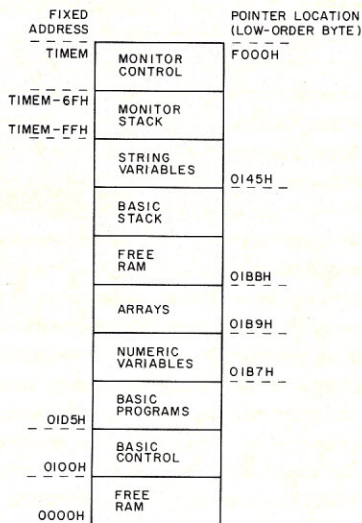 FIXED
ADDRESS
POINTER LOCATION
(LOW-ORDER BYTE)
TIMEM
MONITOR
CONTROL
F000H
TIMEM-6FH
MONITOR
STACK
TIMEM-FFH
STRING
VARIABLES
0145H
BASIC
STACK
FREE
RAM
01BBH
ARRAYS
01B9H
NUMERIC
VARIABLES
01B7H
BASIC
PROGRAMS
01D5H
BASIC
CONTROL
0100H
FREE
RAM
0000H